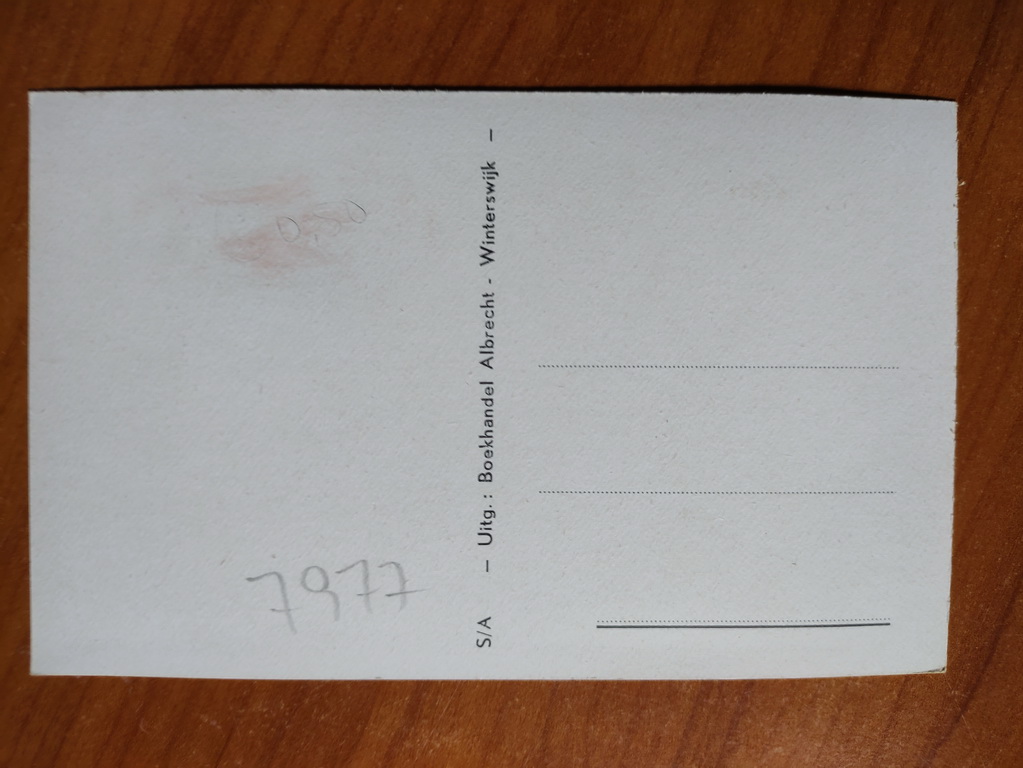 0-50
S/A – Uitg.: Boekhandel Albrecht - Winterswijk –
7977